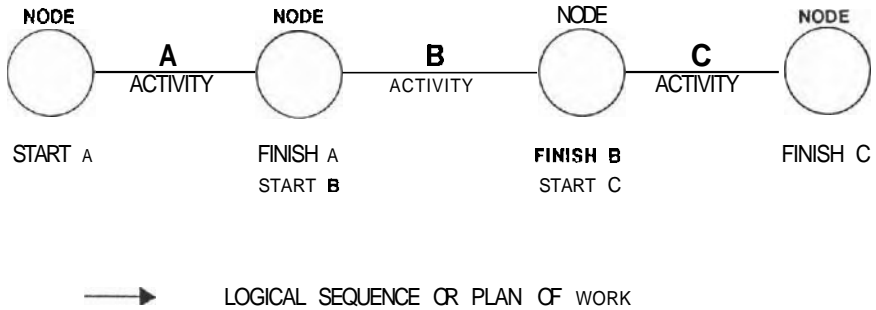 NODE NODE NODE NODE
A B C
ACTIVITY ACTIVITY ACTIVITY
START A FINISH A FINISH B FINISH C
START B START C
LOGICAL SEQUENCE OR PLAN OF WORK